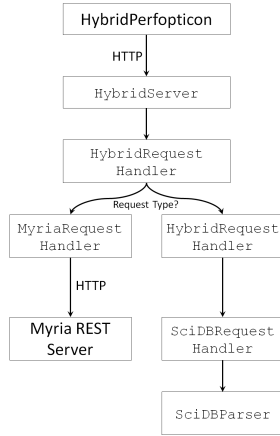 HybridPerfopticon
HTTP
HybridServer
HybridRequest
Handler
Request Type?
MyriaRequest
Handler
HybridRequest
Handler
HTTP
Myria REST
Server
SciDBRequest
Handler
SciDBParser